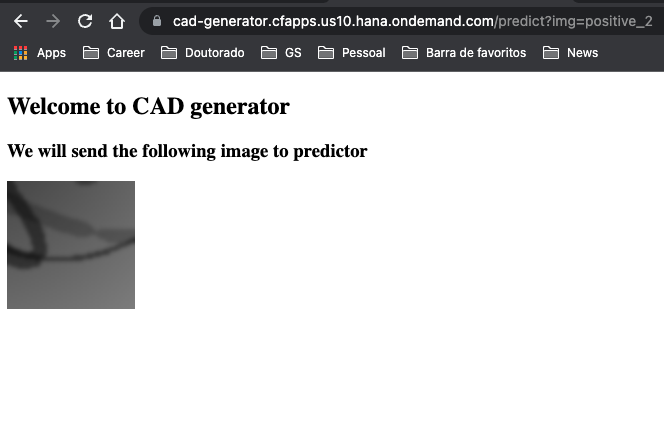 cad-generator.cfapps.us10.hana.ondemand.com/predict?img=positive_2
Apps Career Doutorado GS Pessoal Barra de favoritos News
Welcome to CAD generator
We will send the following image to predictor